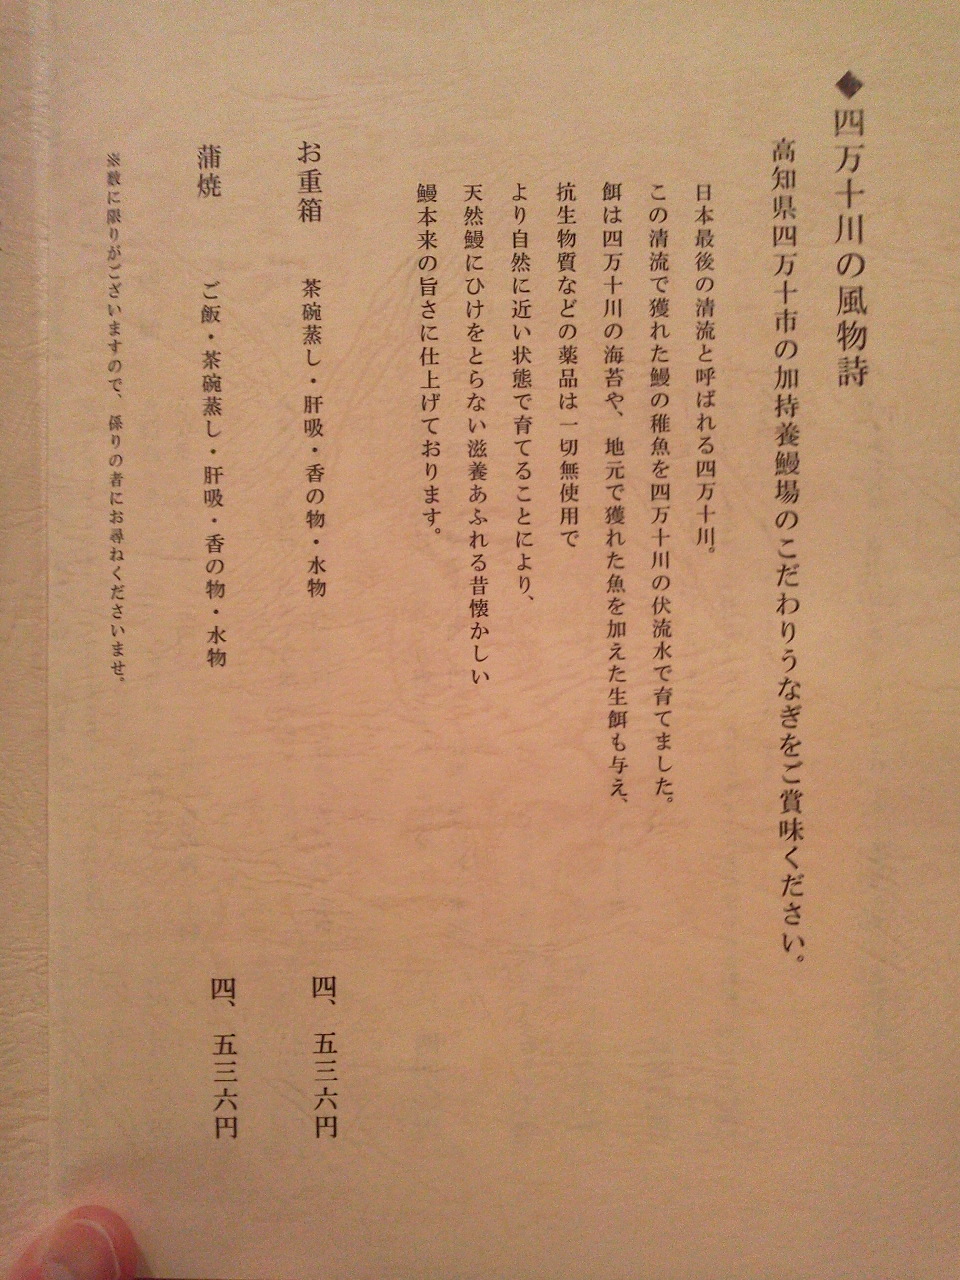 ◆四万十川の風物詩
高知県四万十市の加持養鰻場のこだわりうなぎをご賞味ください。
日本最後の清流と呼ばれる四万十川。
この清流で獲れた鰻の稚魚を四万十川の伏流水で育てました。
餌は四万十川の海苔や、地元で獲れた魚を加えた生餌も与え、
抗生物質などの薬品は一切無使用で
より自然に近い状態で育てることにより、
天然鰻にひけをとらない滋養あふれる昔懐かしい
鰻本来の旨さに仕上げております。
お重箱 茶碗蒸し・肝吸・香の物・水物 四、五三六円
蒲焼 ご飯・茶碗蒸し・肝吸・香の物・水物 四、五三六円
※数に限りがございますので、係りの者にお尋ねくださいませ。